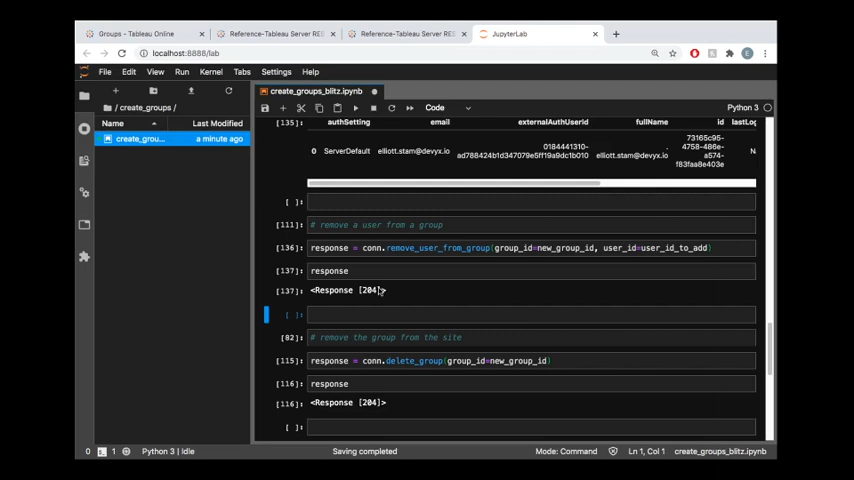 Groups - Tableau Online
Reference-Tableau Server RES
Reference-Tableau Server RES
JupyterLab
localhost:8888/lab
E
File Edit View Run Kernel Tabs Settings Help
create_groups_blitz.ipynb
Code
Python 3
/ create_groups /
Name
Last Modified
create_grou...
a minute ago
[135]:
authSetting email externalAuthUserId fullName id lastLog
0 ServerDefault elliott.stam@devyx.io 0184441310-ad788424b1d347079e5ff19a9dc1b010 . elliott.stam@devyx.io 73165c95-4758-486e-a574-f83faa8e403e N
[ ]:
[111]: # remove a user from a group
[136]: response = conn.remove_user_from_group(group_id=new_group_id, user_id=user_id_to_add)
[137]: response
[137]: <Response [204]>
[ ]:
[82]: # remove the group from the site
[115]: response = conn.delete_group(group_id=new_group_id)
[116]: response
[116]: <Response [204]>
[ ]:
0 1 Python 3 | Idle Saving completed Mode: Command Ln 1, Col 1 create_groups_blitz.ipynb